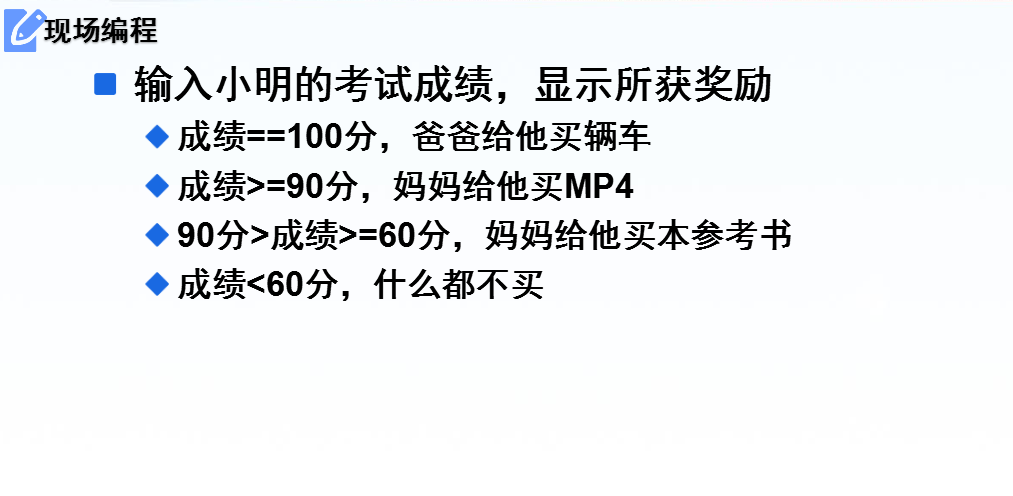 现场编程
输入小明的考试成绩，显示所获奖励
成绩==100分，爸爸给他买辆车
成绩>=90分，妈妈给他买MP4
90分>成绩>=60分，妈妈给他买本参考书
成绩<60分，什么都不买